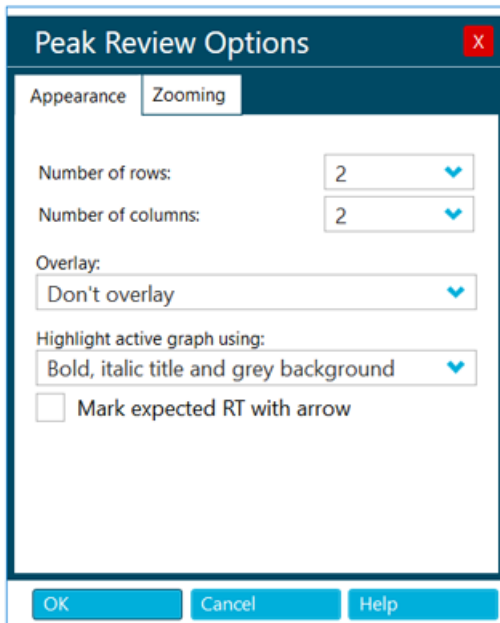 Peak Review Options X
Appearance Zooming
Number of rows: 2
Number of columns: 2
Overlay:
Don't overlay
Highlight active graph using:
Bold, italic title and grey background
Mark expected RT with arrow
OK Cancel Help